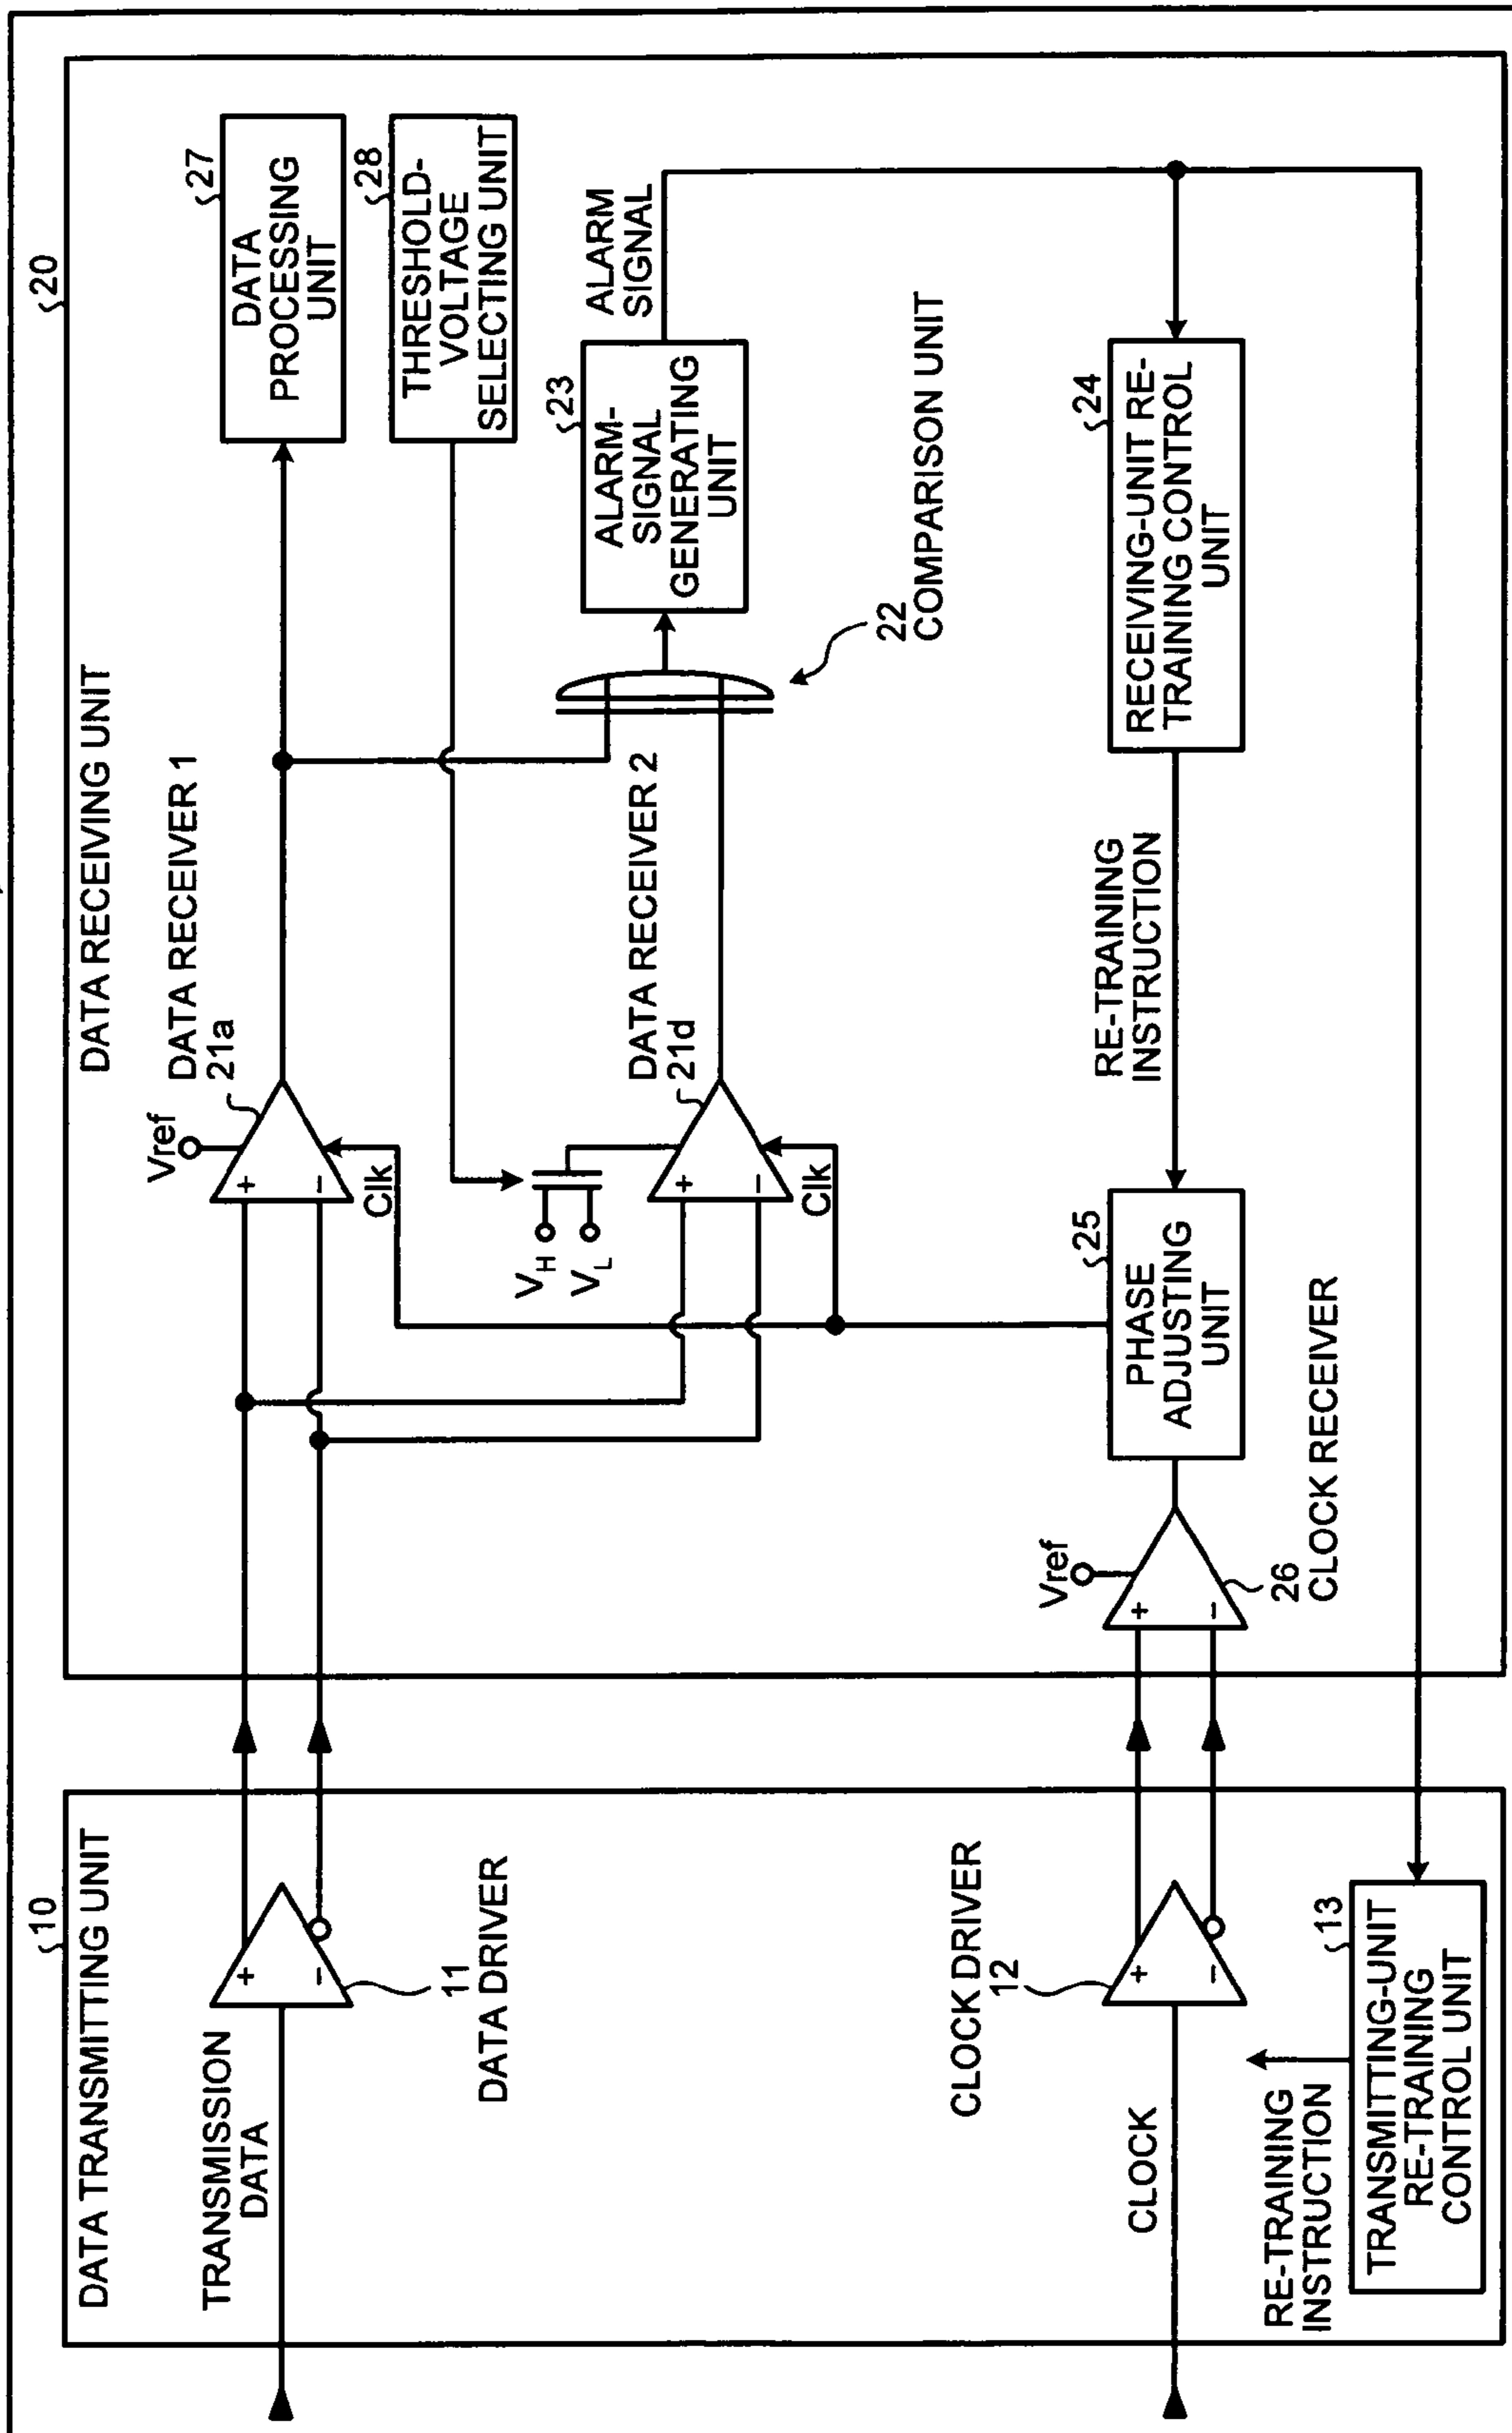 10
DATA TRANSMITTING UNIT
TRANSMISSION
DATA
+
−
11
DATA DRIVER
CLOCK DRIVER
12
+
−
CLOCK
RE-TRAINING
INSTRUCTION
13
TRANSMITTING-UNIT
RE-TRAINING
CONTROL UNIT
20
DATA RECEIVING UNIT
Vref
DATA RECEIVER 1
21a
+
−
Clk
27
DATA
PROCESSING
UNIT
28
THRESHOLD-
VOLTAGE
SELECTING UNIT
VH
VL
DATA RECEIVER 2
21d
+
−
Clk
22
COMPARISON UNIT
23
ALARM-
SIGNAL
GENERATING
UNIT
ALARM
SIGNAL
Vref
+
−
26
CLOCK RECEIVER
25
PHASE
ADJUSTING
UNIT
RE-TRAINING
INSTRUCTION
24
RECEIVING-UNIT RE-
TRAINING CONTROL
UNIT